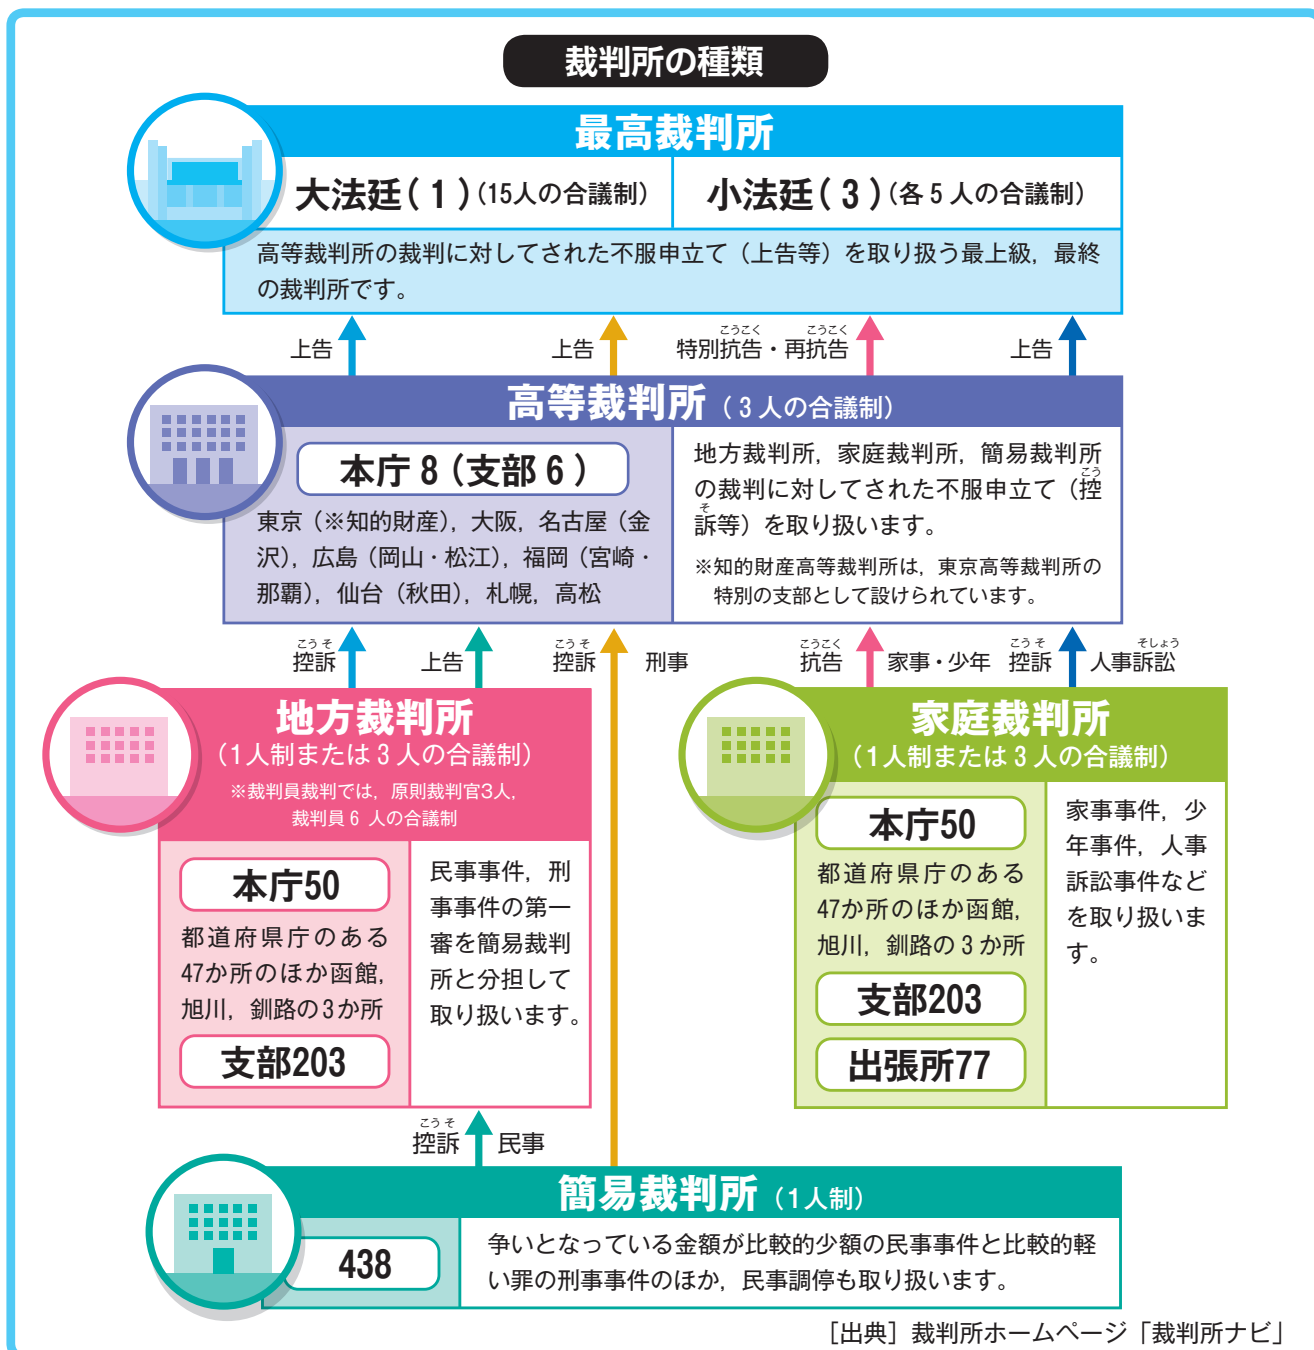 裁判所の種類
最高裁判所
大法廷（1）（15人の合議制）
小法廷（3）（各5人の合議制）
高等裁判所の裁判に対してされた不服申立て（上告等）を取り扱う最上級，最終
の裁判所です。
上告
上告
こうこく こうこく
特別抗告・再抗告
上告
高等裁判所（3人の合議制）
本庁8（支部6）
東京（※知的財産），大阪，名古屋（金
沢），広島（岡山・松江），福岡（宮崎・
那覇），仙台（秋田），札幌，高松
地方裁判所，家庭裁判所，簡易裁判所
の裁判に対してされた不服申立て（控
こう
訴等）を取り扱います。
そ
※知的財産高等裁判所は，東京高等裁判所の
特別の支部として設けられています。
こうそ
控訴
上告
こうそ
控訴
刑事
こうこく
抗告
家事・少年
こうそ
控訴
そしょう
人事訴訟
地方裁判所
（1人制または3人の合議制）
※裁判員裁判では，原則裁判官3人，
裁判員6人の合議制
本庁50
都道府県庁のある
47か所のほか函館，
旭川，釧路の3か所
支部203
民事事件，刑
事事件の第一
審を簡易裁判
所と分担して
取り扱います。
家庭裁判所
（1人制または3人の合議制）
本庁50
都道府県庁のある
47か所のほか函館，
旭川，釧路の3か所
支部203
出張所77
家事事件，少
年事件，人事
訴訟事件など
を取り扱いま
す。
こうそ
控訴
民事
簡易裁判所（1人制）
438
争いとなっている金額が比較的少額の民事事件と比較的軽
い罪の刑事事件のほか，民事調停も取り扱います。
［出典］裁判所ホームページ「裁判所ナビ」